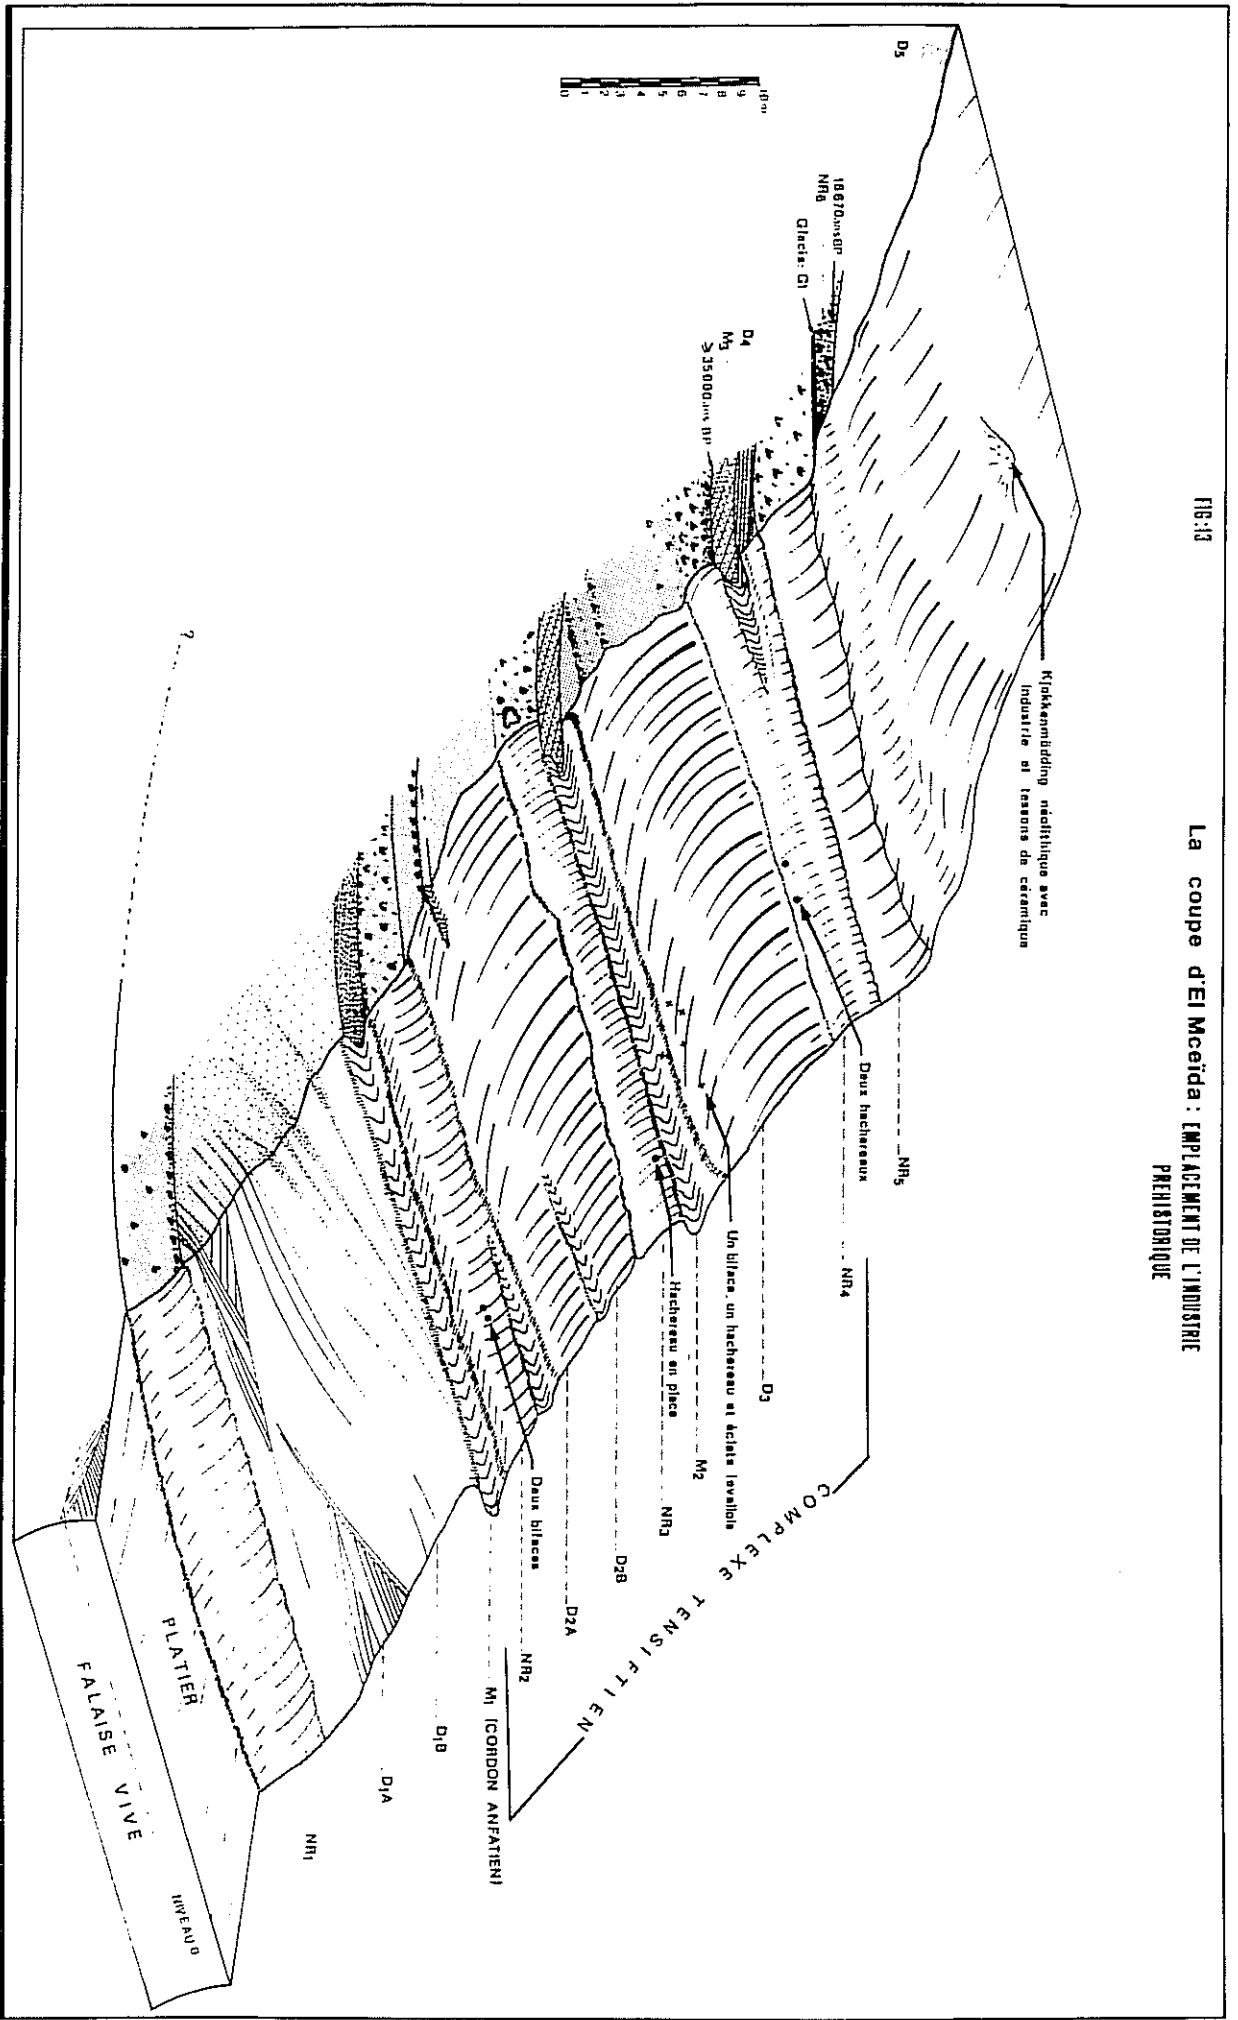 FIG:13
La coupe d'El Mceïda : EMPLACEMENT DE L'INDUSTRIE
PREHISTORIQUE
D5
0 1 2 3 4 5 6 7 8 9 10m
18670 ans BP
NR6
Glacis: G1
Kjokkenmödding néolithique avec
industrie et tessons de céramique
D4
M3
≥35000 ans BP
Deux hachereaux
NR5
NR4
Un biface, un hachereau et éclats levallois
D3
Hachereau en place
M2
NR3
D2B
D2A
Deux bifaces
NR2
COMPLEXE TENSIFTIEN
M1 (CORDON ANFATIEN)
D1B
D1A
NR1
?
PLATIER
FALAISE VIVE
NIVEAU 0